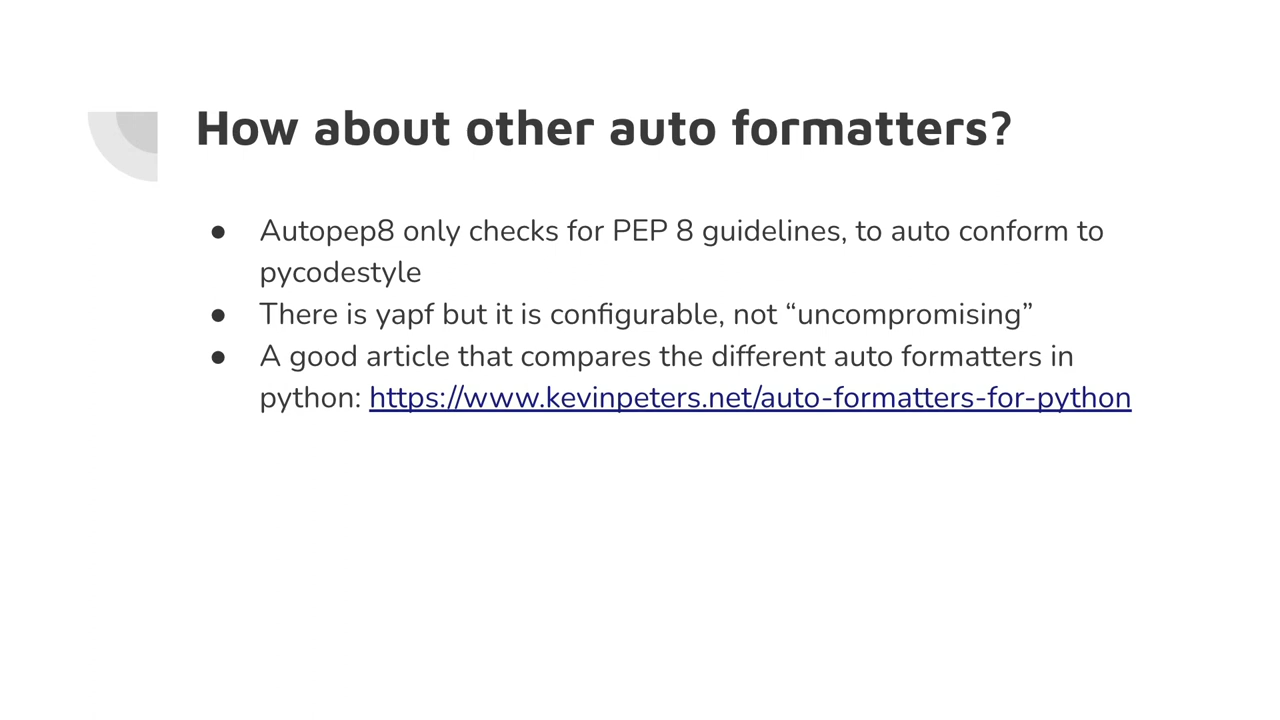 How about other auto formatters?
● Autopep8 only checks for PEP 8 guidelines, to auto conform to
pycodestyle
● There is yapf but it is configurable, not “uncompromising”
● A good article that compares the different auto formatters in
python: https://www.kevinpeters.net/auto-formatters-for-python